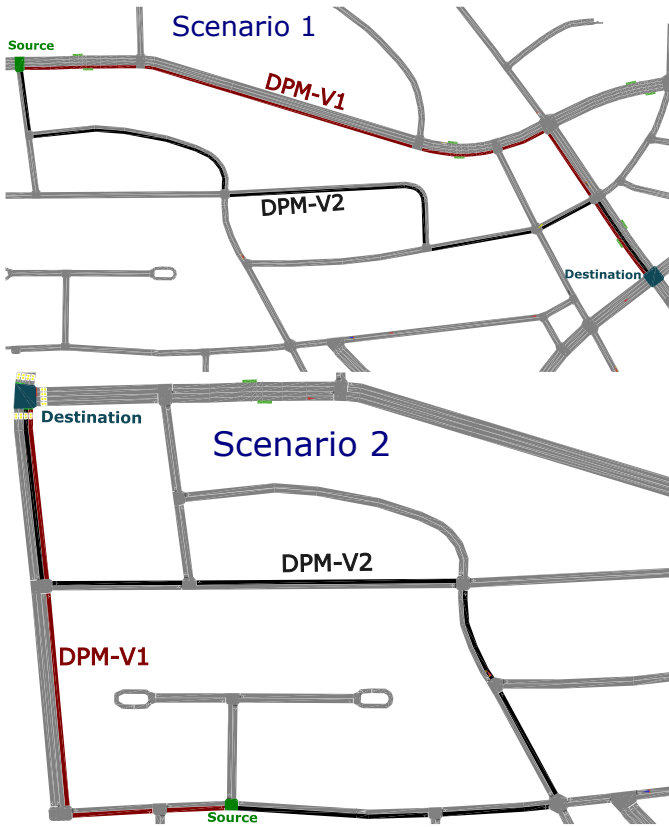 Scenario 1
Source
DPM-V1
DPM-V2
Destination
Destination
Scenario 2
DPM-V2
DPM-V1
Source